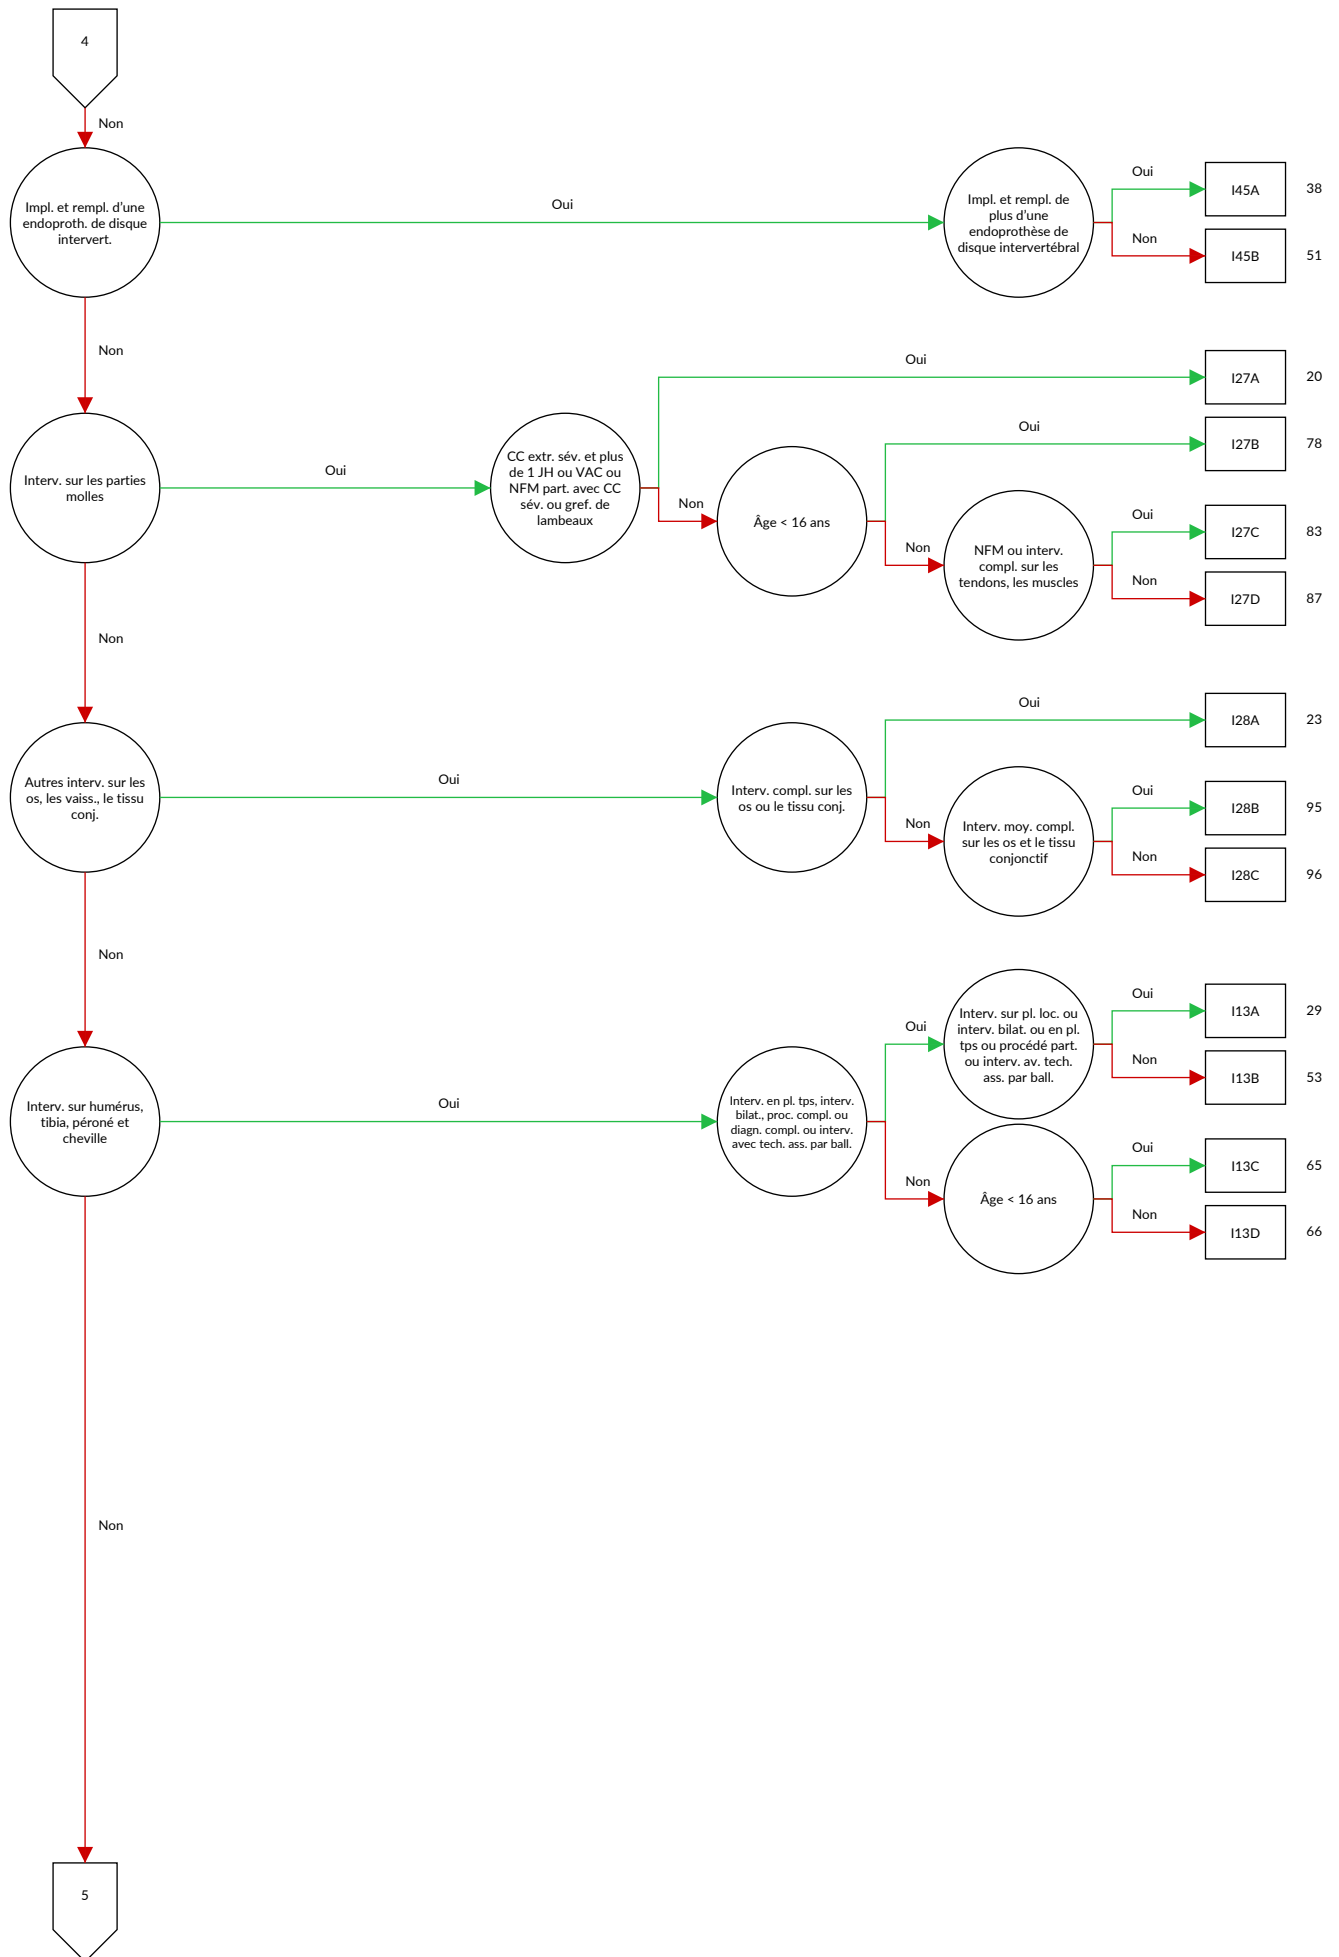 4
Non
Impl. et rempl. d'une
endoproth. de disque
intervert.
Oui
Impl. et rempl. de
plus d'une
endoprothèse de
disque intervertébral
Oui
I45A
38
Non
I45B
51
Non
Interv. sur les parties
molles
Oui
CC extr. sév. et plus
de 1 JH ou VAC ou
NFM part. avec CC
sév. ou gref. de
lambeaux
Oui
I27A
20
Non
Âge < 16 ans
Oui
I27B
78
Non
NFM ou interv.
compl. sur les
tendons, les muscles
Oui
I27C
83
Non
I27D
87
Non
Autres interv. sur les
os, les vaiss., le tissu
conj.
Oui
Interv. compl. sur les
os ou le tissu conj.
Oui
I28A
23
Non
Interv. moy. compl.
sur les os et le tissu
conjonctif
Oui
I28B
95
Non
I28C
96
Non
Interv. sur humérus,
tibia, péroné et
cheville
Oui
Interv. en pl. tps, interv.
bilat., proc. compl. ou
diagn. compl. ou interv.
avec tech. ass. par ball.
Oui
Interv. sur pl. loc. ou
interv. bilat. ou en pl.
tps ou procédé part.
ou interv. av. tech.
ass. par ball.
Oui
I13A
29
Non
I13B
53
Non
Âge < 16 ans
Oui
I13C
65
Non
I13D
66
Non
5